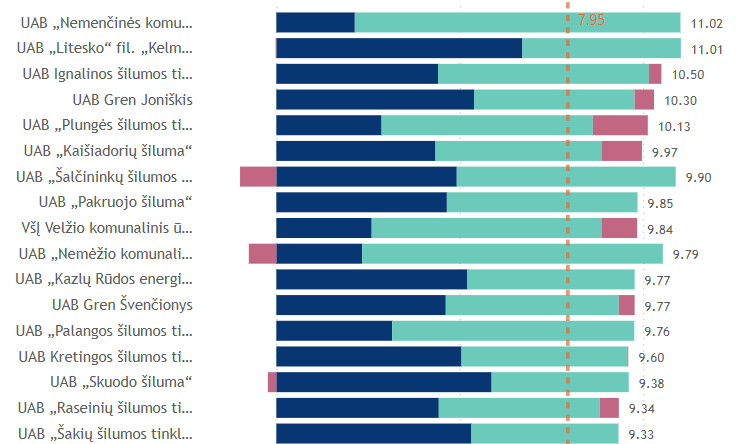 7.95
UAB „Nemenčinės komu... 11.02
UAB „Litesko“ fil. „Kelm... 11.01
UAB Ignalinos šilumos ti... 10.50
UAB Gren Joniškis 10.30
UAB „Plungės šilumos ti... 10.13
UAB „Kaišiadorių šiluma“ 9.97
UAB „Šalčininkų šilumos ... 9.90
UAB „Pakruojo šiluma“ 9.85
VšĮ Velžio komunalinis ū... 9.84
UAB „Nemėžio komunali... 9.79
UAB „Kazlų Rūdos energi... 9.77
UAB Gren Švenčionys 9.77
UAB „Palangos šilumos ti... 9.76
UAB Kretingos šilumos ti... 9.60
UAB „Skuodo šiluma“ 9.38
UAB „Raseinių šilumos ti... 9.34
UAB „Šakių šilumos tinkl... 9.33